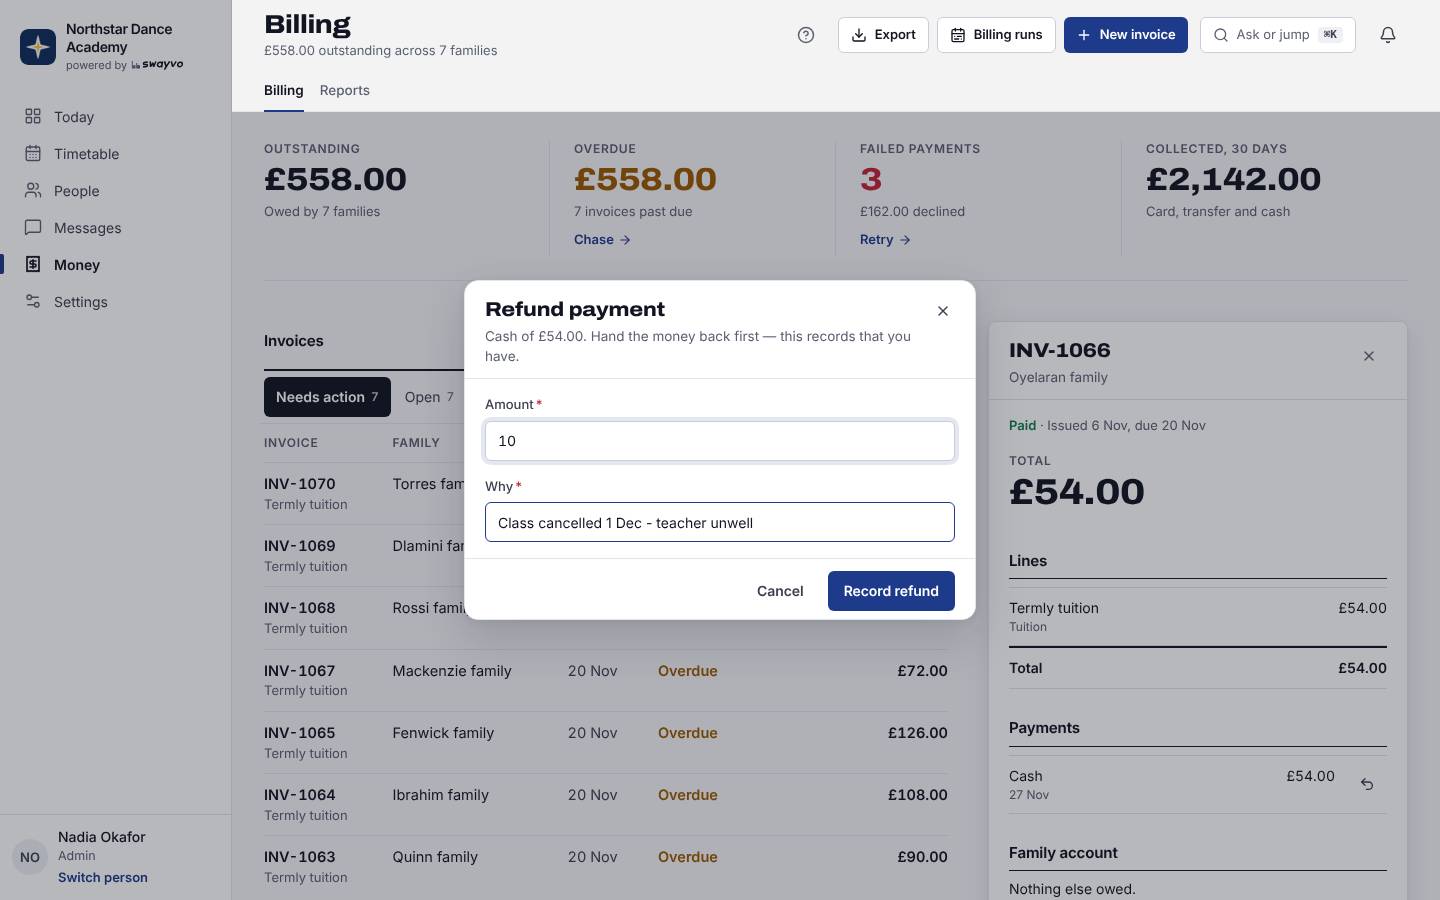 Northstar Dance
Academy
powered by swayvo
Today
Timetable
People
Messages
Money
Settings
NO
Nadia Okafor
Admin
Switch person
Billing
£558.00 outstanding across 7 families
Export
Billing runs
New invoice
Ask or jump ⌘K
Billing
Reports
OUTSTANDING
£558.00
Owed by 7 families
OVERDUE
£558.00
7 invoices past due
Chase →
FAILED PAYMENTS
3
£162.00 declined
Retry →
COLLECTED, 30 DAYS
£2,142.00
Card, transfer and cash
Invoices
Needs action 7
Open 7
INVOICE FAMILY
INV-1070 Torres fam
Termly tuition
INV-1069 Dlamini fam
Termly tuition
INV-1068 Rossi fami
Termly tuition
INV-1067 Mackenzie family 20 Nov Overdue £72.00
Termly tuition
INV-1065 Fenwick family 20 Nov Overdue £126.00
Termly tuition
INV-1064 Ibrahim family 20 Nov Overdue £108.00
Termly tuition
INV-1063 Quinn family 20 Nov Overdue £90.00
Termly tuition
Refund payment
Cash of £54.00. Hand the money back first — this records that you
have.
Amount *
10
Why *
Class cancelled 1 Dec - teacher unwell
Cancel
Record refund
INV-1066
Oyelaran family
Paid · Issued 6 Nov, due 20 Nov
TOTAL
£54.00
Lines
Termly tuition £54.00
Tuition
Total £54.00
Payments
Cash £54.00
27 Nov
Family account
Nothing else owed.